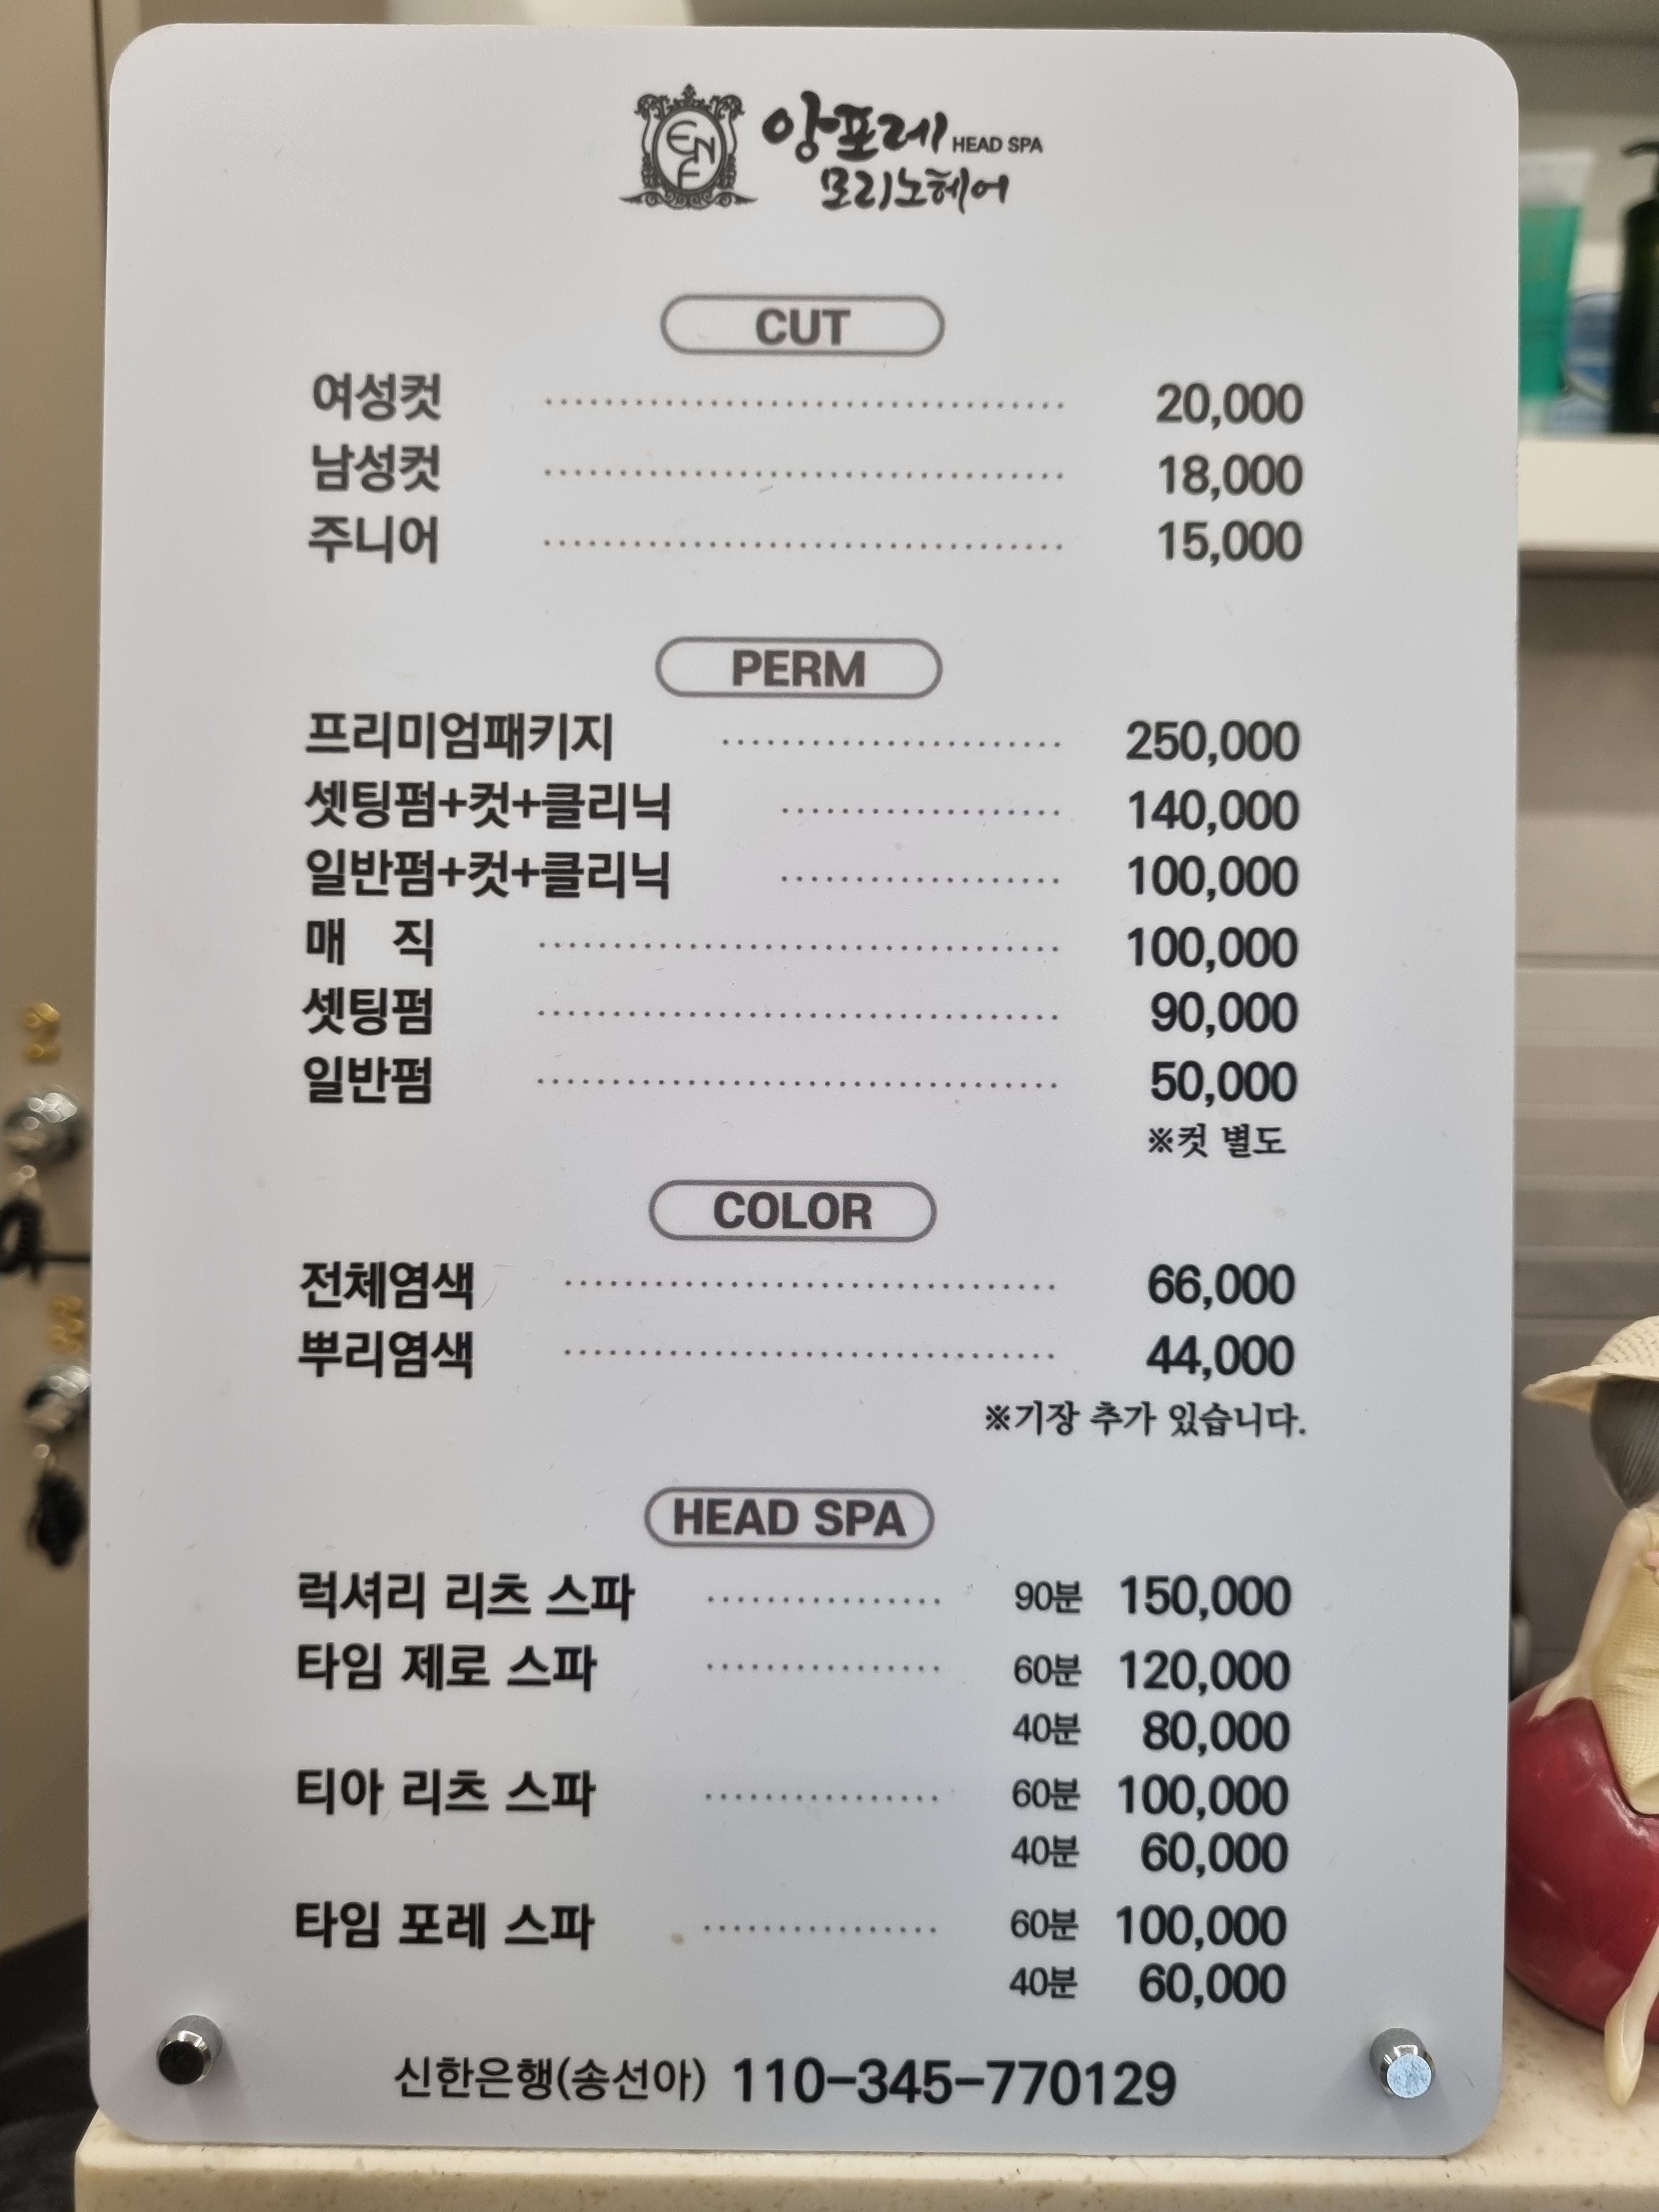 ENF
앙포레 HEAD SPA
모리노헤어
CUT
여성컷 20,000
남성컷 18,000
주니어 15,000
PERM
프리미엄패키지 250,000
셋팅펌+컷+클리닉 140,000
일반펌+컷+클리닉 100,000
매 직 100,000
셋팅펌 90,000
일반펌 50,000
※컷 별도
COLOR
전체염색 66,000
뿌리염색 44,000
※기장 추가 있습니다.
HEAD SPA
럭셔리 리츠 스파 90분 150,000
타임 제로 스파 60분 120,000
40분 80,000
티아 리츠 스파 60분 100,000
40분 60,000
타임 포레 스파 60분 100,000
40분 60,000
신한은행(송선아) 110-345-770129